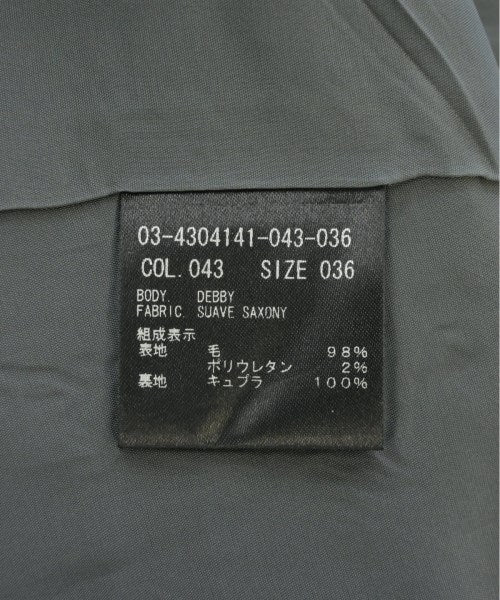 03-4304141-043-036
COL.043 SIZE 036
BODY. DEBBY
FABRIC. SUAVE SAXONY
組成表示
表地 毛 98%
ポリウレタン 2%
裏地 キュプラ 100%